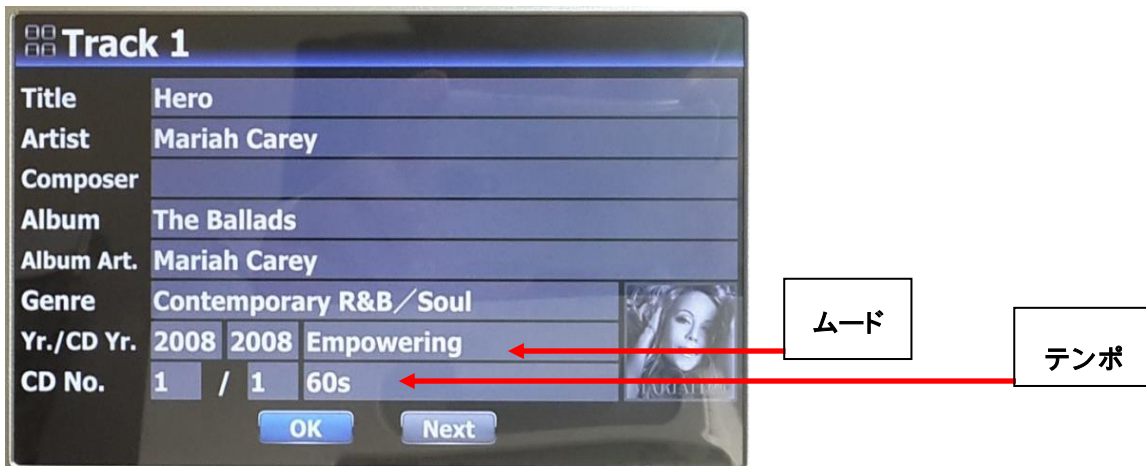 Track 1
Title Hero
Artist Mariah Carey
Composer
Album The Ballads
Album Art. Mariah Carey
Genre Contemporary R&B／Soul
Yr./CD Yr. 2008 2008 Empowering
CD No. 1 / 1 60s
OK Next
ムード
テンポ